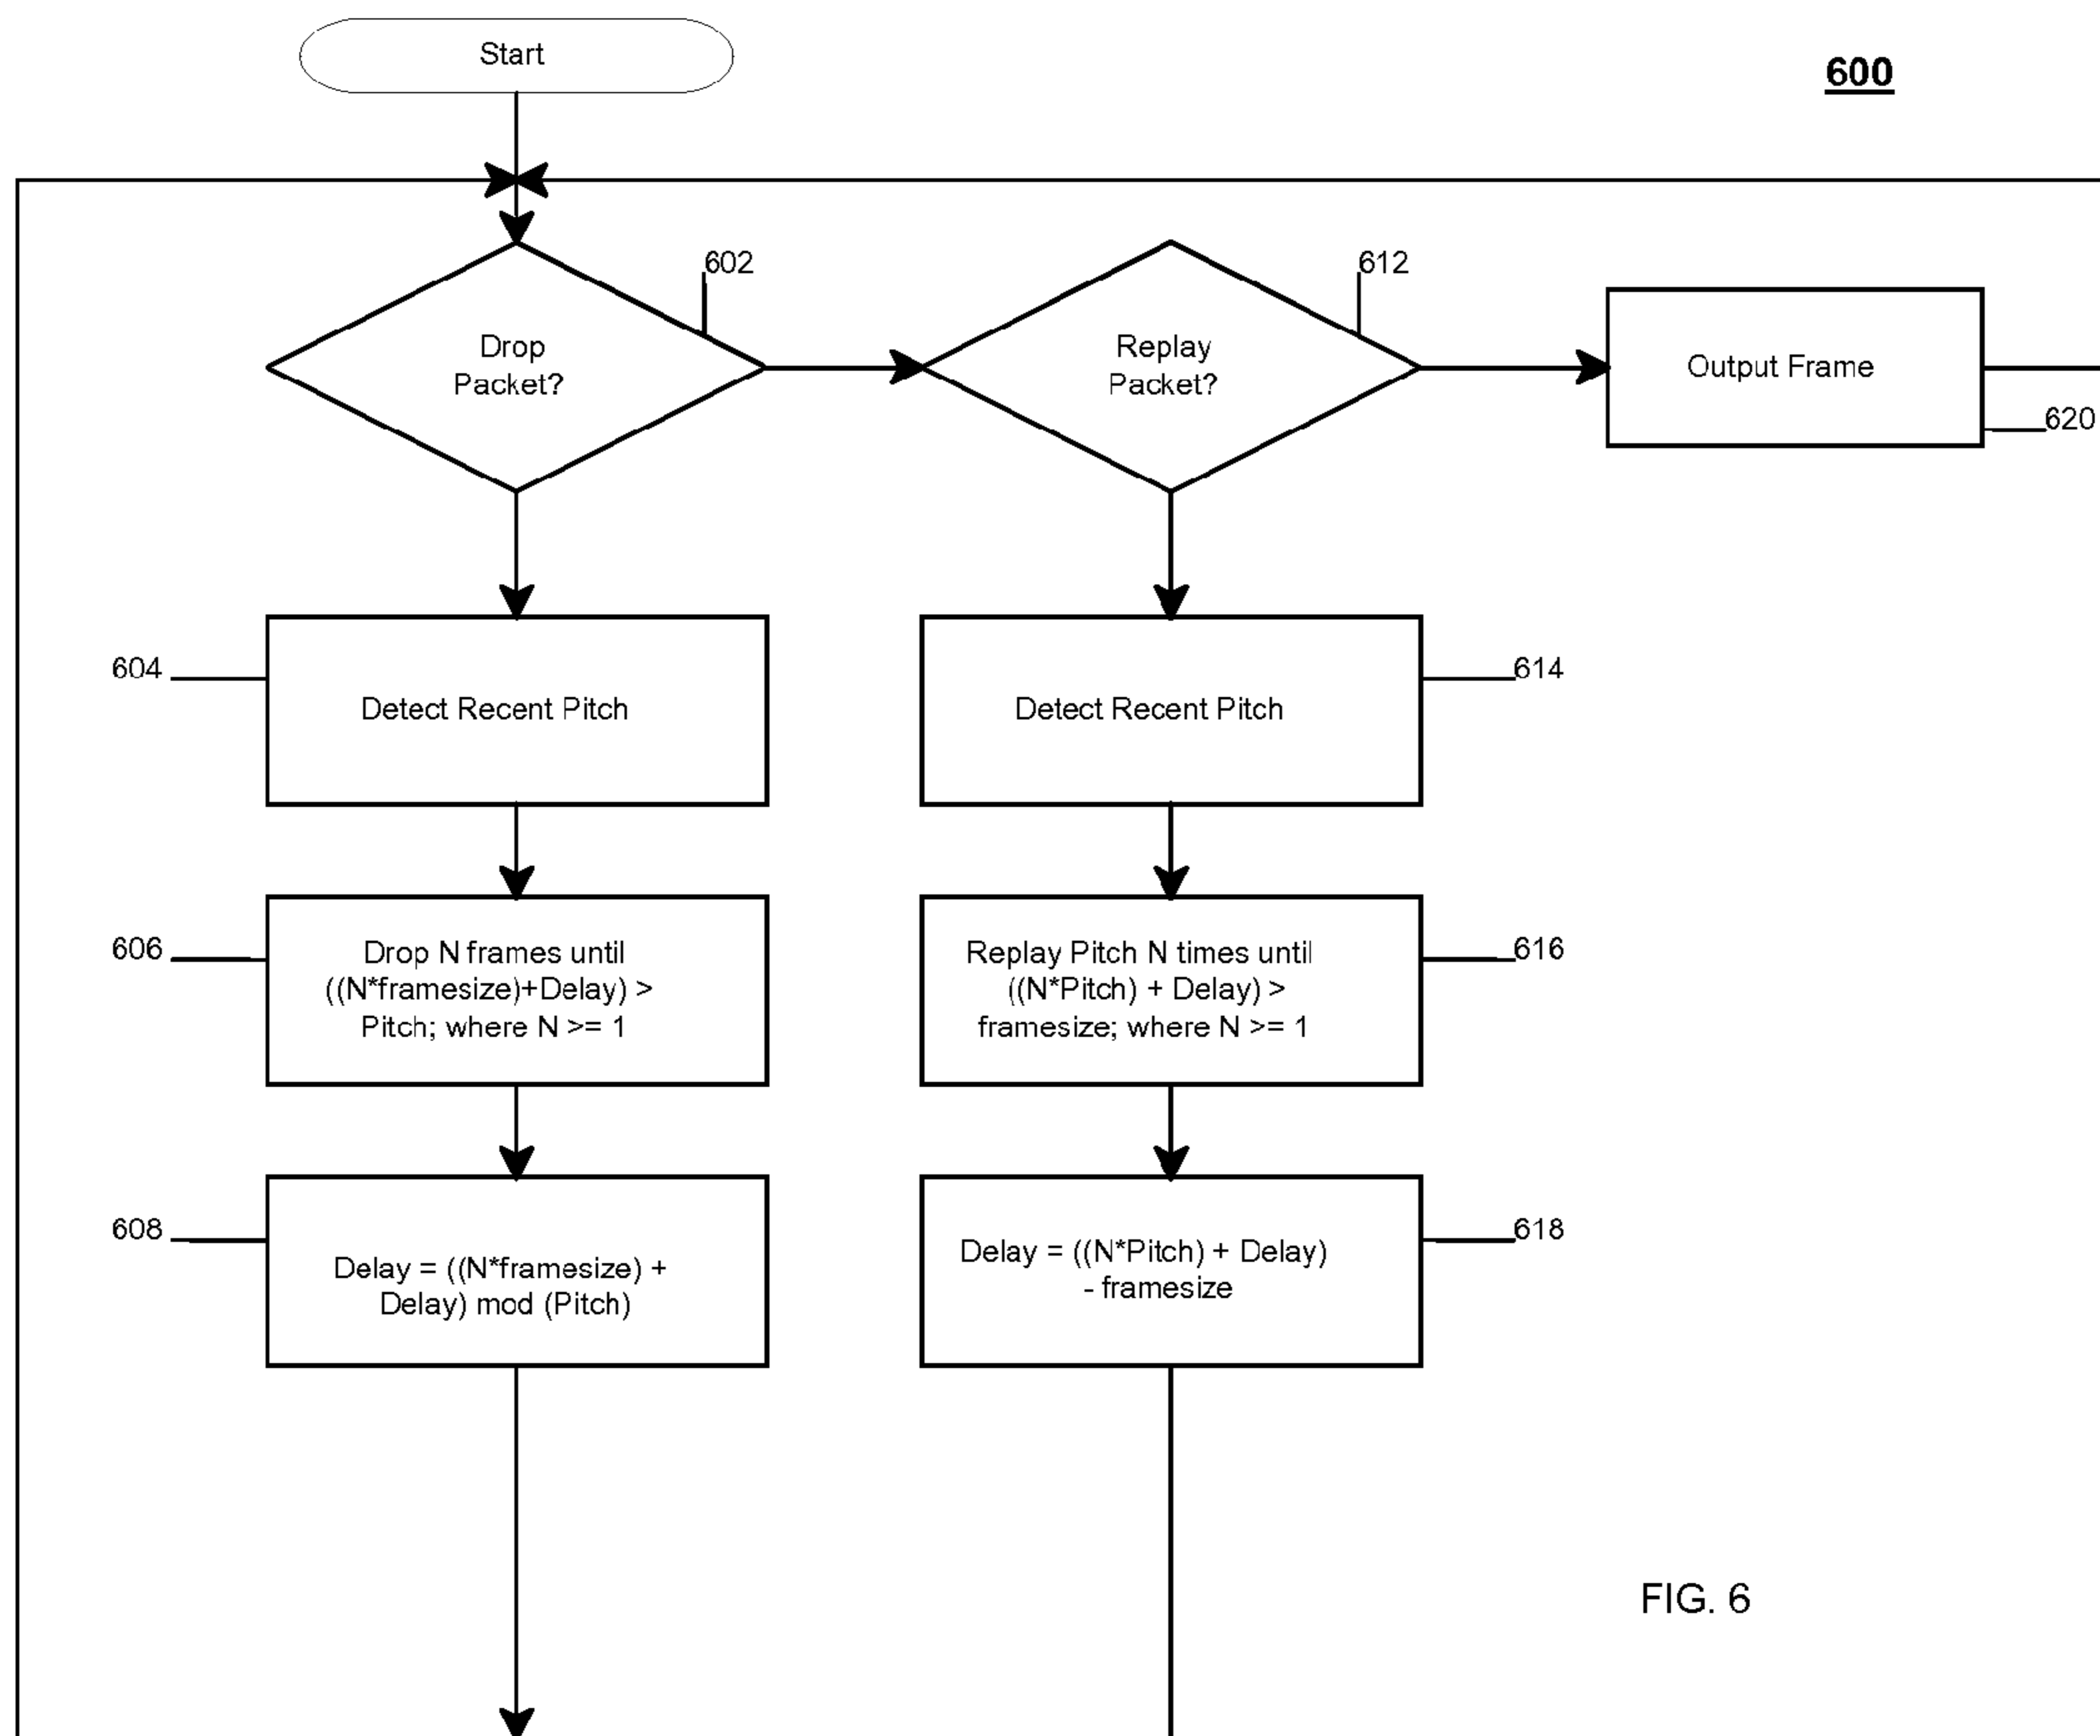 Start
600
602
Drop
Packet?
612
Replay
Packet?
Output Frame
620
604
Detect Recent Pitch
614
Detect Recent Pitch
606
Drop N frames until
((N*framesize)+Delay) >
Pitch; where N >= 1
616
Replay Pitch N times until
((N*Pitch) + Delay) >
framesize; where N >= 1
608
Delay = ((N*framesize) +
Delay) mod (Pitch)
618
Delay = ((N*Pitch) + Delay)
- framesize
FIG. 6